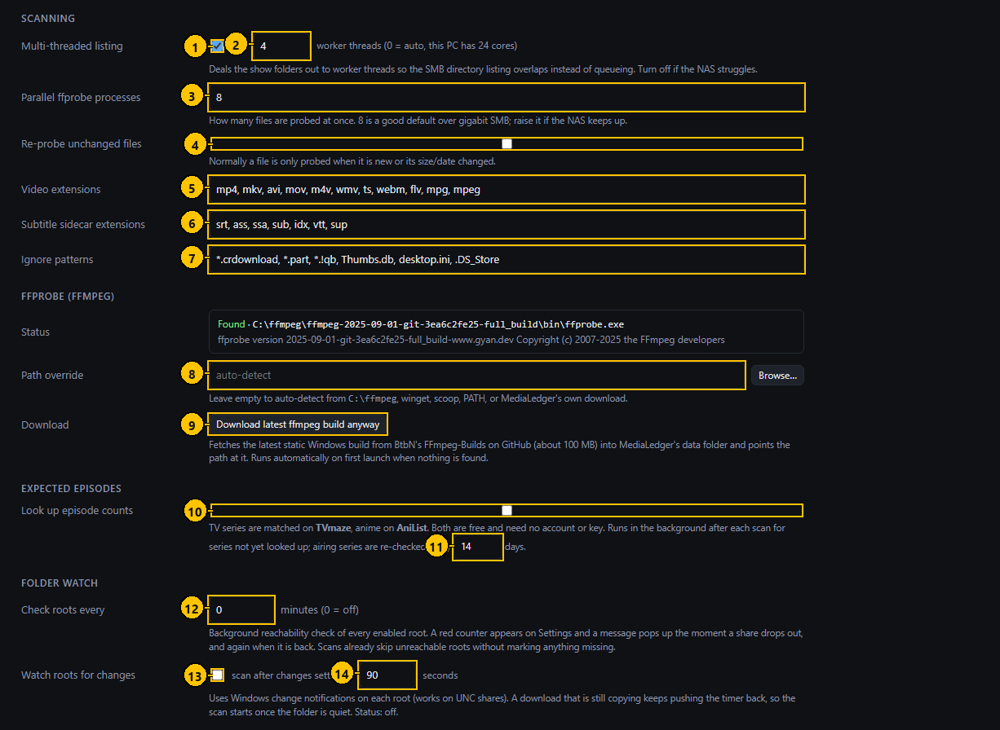 SCANNING
Multi-threaded listing 1 2 4 worker threads (0 = auto, this PC has 24 cores)
Deals the show folders out to worker threads so the SMB directory listing overlaps instead of queueing. Turn off if the NAS struggles.
Parallel ffprobe processes 3 8
How many files are probed at once. 8 is a good default over gigabit SMB; raise it if the NAS keeps up.
Re-probe unchanged files 4
Normally a file is only probed when it is new or its size/date changed.
Video extensions 5 mp4, mkv, avi, mov, m4v, wmv, ts, webm, flv, mpg, mpeg
Subtitle sidecar extensions 6 srt, ass, ssa, sub, idx, vtt, sup
Ignore patterns 7 *.crdownload, *.part, *.!qb, Thumbs.db, desktop.ini, .DS_Store
FFPROBE (FFMPEG)
Status
Found · C:\ffmpeg\ffmpeg-2025-09-01-git-3ea6c2fe25-full_build\bin\ffprobe.exe
ffprobe version 2025-09-01-git-3ea6c2fe25-full_build-www.gyan.dev Copyright (c) 2007-2025 the FFmpeg developers
Path override 8 auto-detect Browse...
Leave empty to auto-detect from C:\ffmpeg, winget, scoop, PATH, or MediaLedger's own download.
Download 9 Download latest ffmpeg build anyway
Fetches the latest static Windows build from BtbN's FFmpeg-Builds on GitHub (about 100 MB) into MediaLedger's data folder and points the
path at it. Runs automatically on first launch when nothing is found.
EXPECTED EPISODES
Look up episode counts 10
TV series are matched on TVmaze, anime on AniList. Both are free and need no account or key. Runs in the background after each scan for
series not yet looked up; airing series are re-checked 11 14 days.
FOLDER WATCH
Check roots every 12 0 minutes (0 = off)
Background reachability check of every enabled root. A red counter appears on Settings and a message pops up the moment a share drops out,
and again when it is back. Scans already skip unreachable roots without marking anything missing.
Watch roots for changes 13 scan after changes sett 14 90 seconds
Uses Windows change notifications on each root (works on UNC shares). A download that is still copying keeps pushing the timer back, so the
scan starts once the folder is quiet. Status: off.